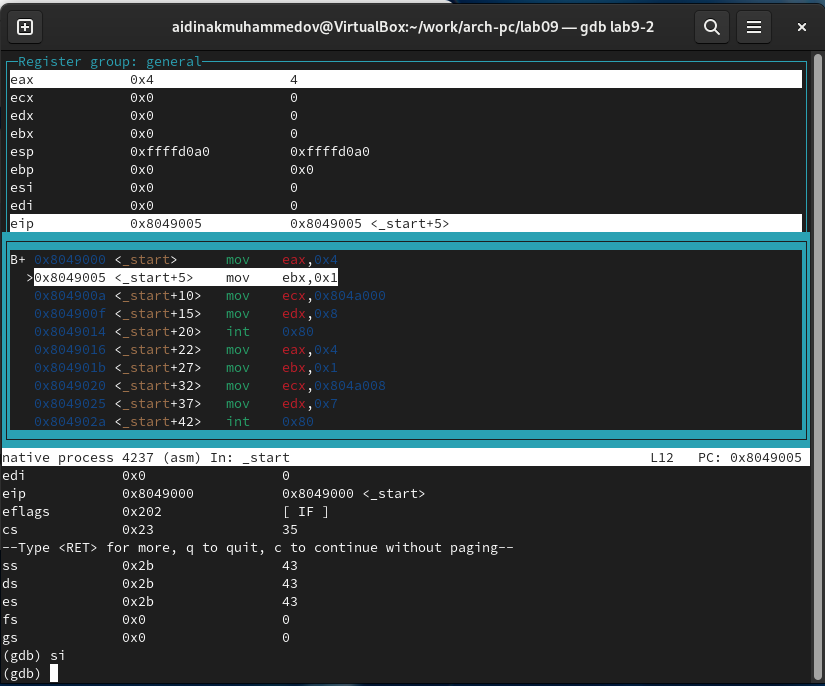 aidinakmuhammedov@VirtualBox:~/work/arch-pc/lab09 — gdb lab9-2
Register group: general
eax 0x4 4
ecx 0x0 0
edx 0x0 0
ebx 0x0 0
esp 0xffffd0a0 0xffffd0a0
ebp 0x0 0x0
esi 0x0 0
edi 0x0 0
eip 0x8049005 0x8049005 <_start+5>
B+ 0x8049000 <_start> mov eax,0x4
>0x8049005 <_start+5> mov ebx,0x1
0x804900a <_start+10> mov ecx,0x804a000
0x804900f <_start+15> mov edx,0x8
0x8049014 <_start+20> int 0x80
0x8049016 <_start+22> mov eax,0x4
0x804901b <_start+27> mov ebx,0x1
0x8049020 <_start+32> mov ecx,0x804a008
0x8049025 <_start+37> mov edx,0x7
0x804902a <_start+42> int 0x80
native process 4237 (asm) In: _start L12 PC: 0x8049005
edi 0x0 0
eip 0x8049000 0x8049000 <_start>
eflags 0x202 [ IF ]
cs 0x23 35
--Type <RET> for more, q to quit, c to continue without paging--
ss 0x2b 43
ds 0x2b 43
es 0x2b 43
fs 0x0 0
gs 0x0 0
(gdb) si
(gdb)